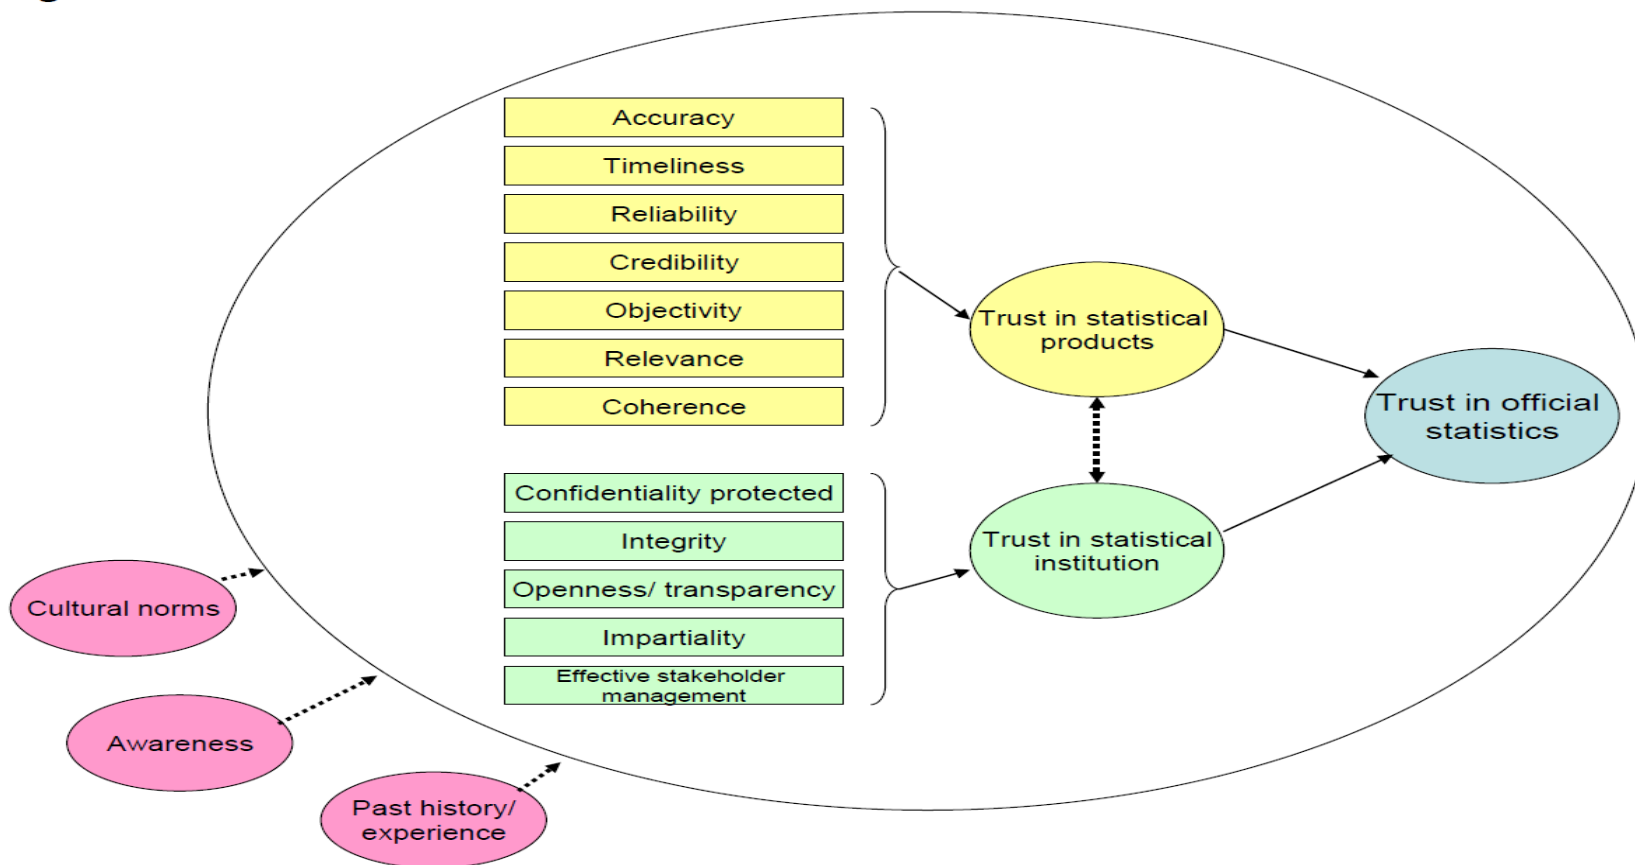 Accuracy
Timeliness
Reliability
Credibility
Objectivity
Relevance
Coherence
Trust in statistical
products
Trust in official
statistics
Confidentiality protected
Integrity
Openness/ transparency
Impartiality
Effective stakeholder
management
Trust in statistical
institution
Cultural norms
Awareness
Past history/
experience